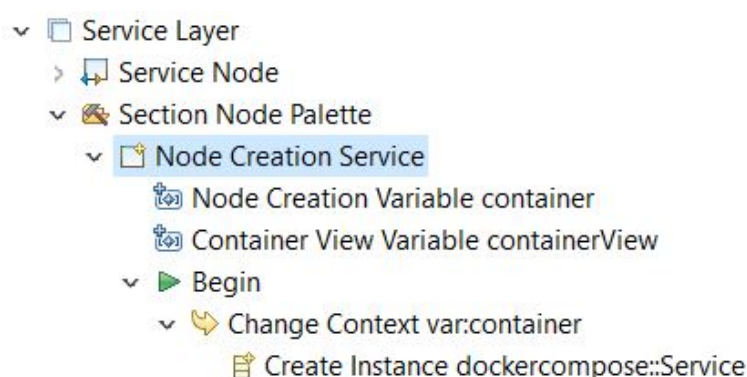 Service Layer
Service Node
Section Node Palette
Node Creation Service
Node Creation Variable container
Container View Variable containerView
Begin
Change Context var:container
Create Instance dockercompose::Service